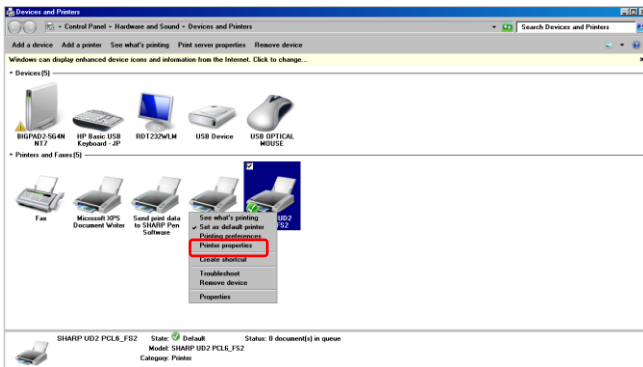 Devices and Printers
Control Panel ▸ Hardware and Sound ▸ Devices and Printers
Search Devices and Printers
Add a device Add a printer See what's printing Print server properties Remove device
Windows can display enhanced device icons and information from the Internet. Click to change...
Devices (5)
BIGPAD2-5G4N
NT7
HP Basic USB
Keyboard - JP
RDT232WLM
USB Device
USB OPTICAL
MOUSE
Printers and Faxes (5)
Fax
Microsoft XPS
Document Writer
Send print data
to SHARP Pen
Software
UD2
FS2
See what's printing
Set as default printer
Printing preferences
Printer properties
Create shortcut
Troubleshoot
Remove device
Properties
SHARP UD2 PCL6_FS2 State: Default Status: 0 document(s) in queue
Model: SHARP UD2 PCL6_FS2
Category: Printer